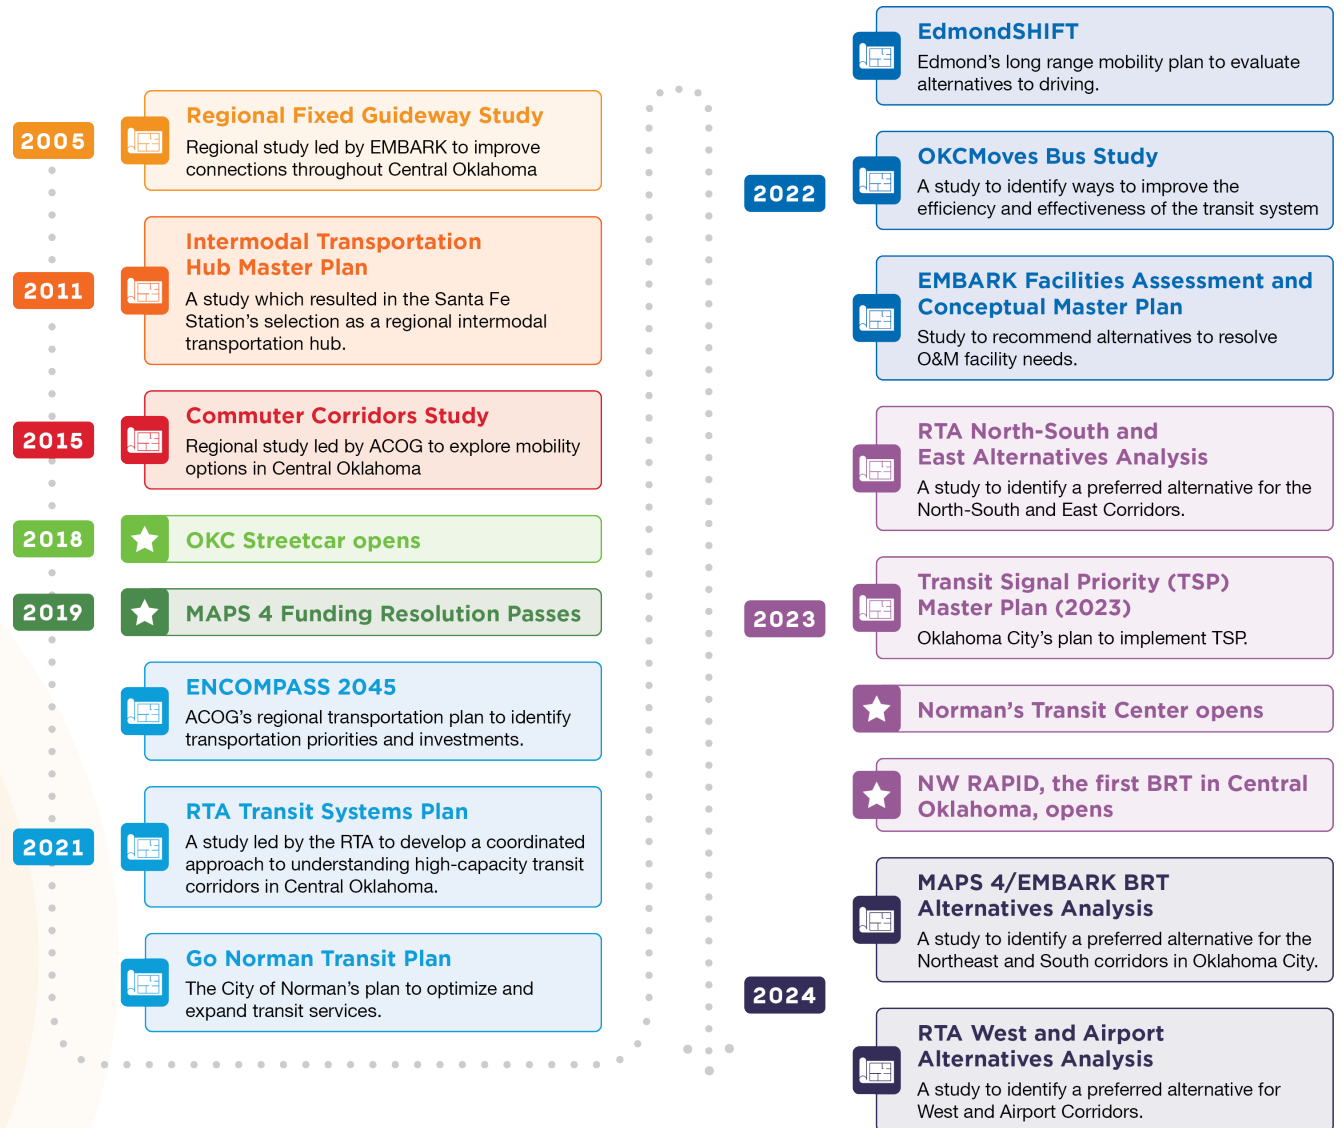 2005
Regional Fixed Guideway Study
Regional study led by EMBARK to improve
connections throughout Central Oklahoma
2011
Intermodal Transportation
Hub Master Plan
A study which resulted in the Santa Fe
Station's selection as a regional intermodal
transportation hub.
2015
Commuter Corridors Study
Regional study led by ACOG to explore mobility
options in Central Oklahoma
2018
OKC Streetcar opens
2019
MAPS 4 Funding Resolution Passes
2021
ENCOMPASS 2045
ACOG's regional transportation plan to identify
transportation priorities and investments.
RTA Transit Systems Plan
A study led by the RTA to develop a coordinated
approach to understanding high-capacity transit
corridors in Central Oklahoma.
Go Norman Transit Plan
The City of Norman's plan to optimize and
expand transit services.
2022
EdmondSHIFT
Edmond's long range mobility plan to evaluate
alternatives to driving.
OKCMoves Bus Study
A study to identify ways to improve the
efficiency and effectiveness of the transit system
EMBARK Facilities Assessment and
Conceptual Master Plan
Study to recommend alternatives to resolve
O&M facility needs.
2023
RTA North-South and
East Alternatives Analysis
A study to identify a preferred alternative for the
North-South and East Corridors.
Transit Signal Priority (TSP)
Master Plan (2023)
Oklahoma City's plan to implement TSP.
Norman's Transit Center opens
NW RAPID, the first BRT in Central
Oklahoma, opens
2024
MAPS 4/EMBARK BRT
Alternatives Analysis
A study to identify a preferred alternative for the
Northeast and South corridors in Oklahoma City.
RTA West and Airport
Alternatives Analysis
A study to identify a preferred alternative for
West and Airport Corridors.